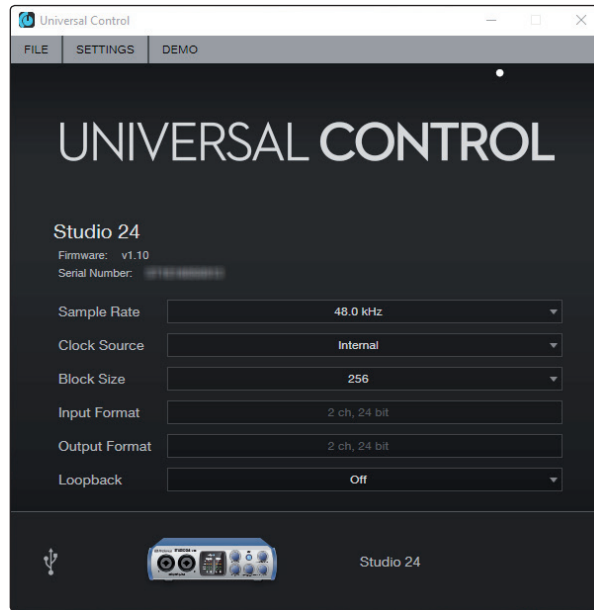 Universal Control
FILE SETTINGS DEMO
UNIVERSAL CONTROL
Studio 24
Firmware: v1.10
Serial Number:
Sample Rate 48.0 kHz
Clock Source Internal
Block Size 256
Input Format 2 ch, 24 bit
Output Format 2 ch, 24 bit
Loopback Off
Studio 24